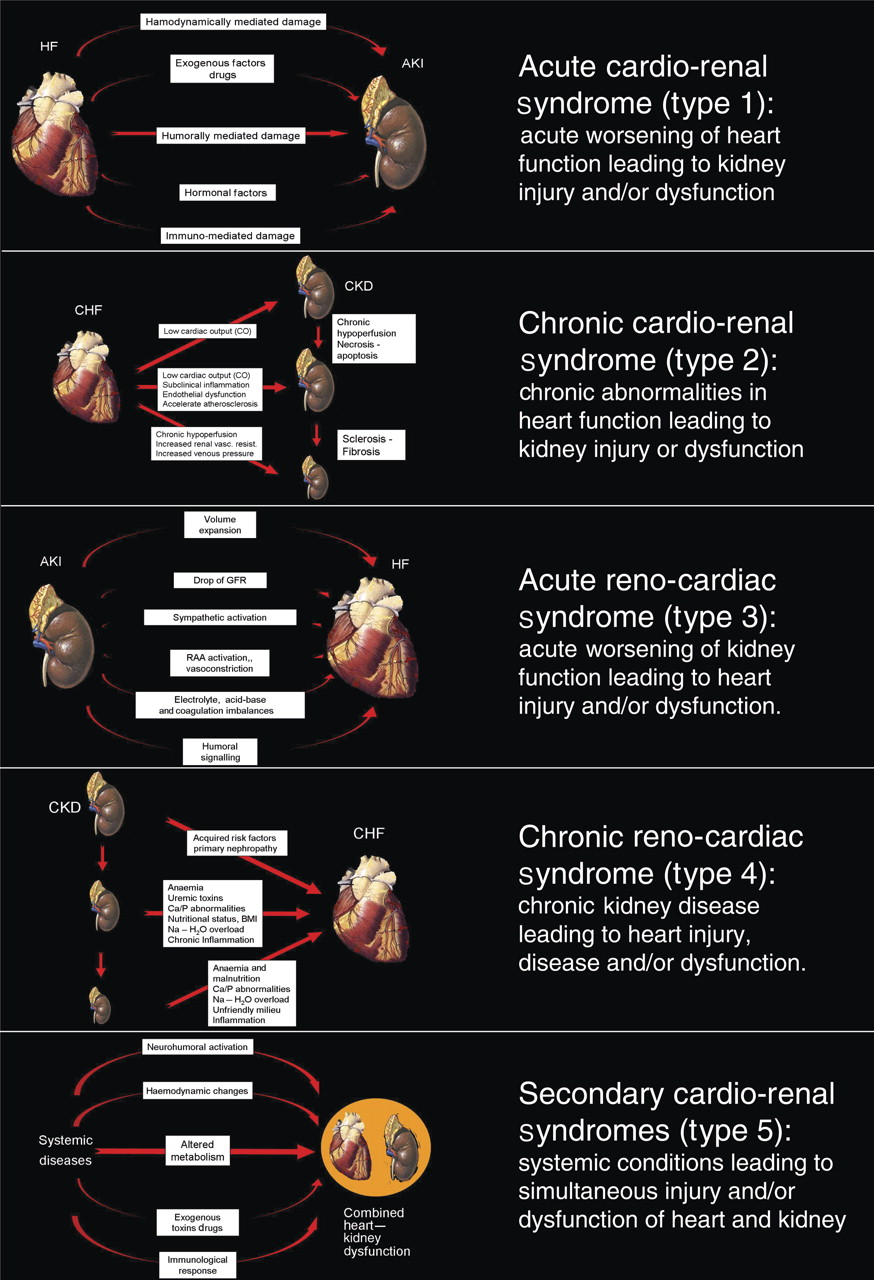 HF
Hamodynamically mediated damage
Exogenous factors
drugs
AKI
Humorally mediated damage
Hormonal factors
Immuno-mediated damage
Acute cardio-renal
syndrome (type 1):
acute worsening of heart
function leading to kidney
injury and/or dysfunction
CHF
CKD
Low cardiac output (CO)
Chronic
hypoperfusion
Necrosis -
apoptosis
Low cardiac output (CO)
Subclinical inflammation
Endothelial dysfunction
Accelerate atherosclerosis
Chronic hypoperfusion
Increased renal vasc. resist.
Increased venous pressure
Sclerosis -
Fibrosis
Chronic cardio-renal
syndrome (type 2):
chronic abnormalities in
heart function leading to
kidney injury or dysfunction
AKI
Volume
expansion
HF
Drop of GFR
Sympathetic activation
RAA activation,,
vasoconstriction
Electrolyte, acid-base
and coagulation imbalances
Humoral
signalling
Acute reno-cardiac
syndrome (type 3):
acute worsening of kidney
function leading to heart
injury and/or dysfunction.
CKD
CHF
Acquired risk factors
primary nephropathy
Anaemia
Uremic toxins
Ca/P abnormalities
Nutritional status, BMI
Na – H₂O overload
Chronic Inflammation
Anaemia and
malnutrition
Ca/P abnormalities
Na – H₂O overload
Unfriendly milieu
Inflammation
Chronic reno-cardiac
syndrome (type 4):
chronic kidney disease
leading to heart injury,
disease and/or dysfunction.
Neurohumoral activation
Haemodynamic changes
Systemic
diseases
Altered
metabolism
Exogenous
toxins drugs
Immunological
response
Combined
heart—
kidney
dysfunction
Secondary cardio-renal
syndromes (type 5):
systemic conditions leading to
simultaneous injury and/or
dysfunction of heart and kidney